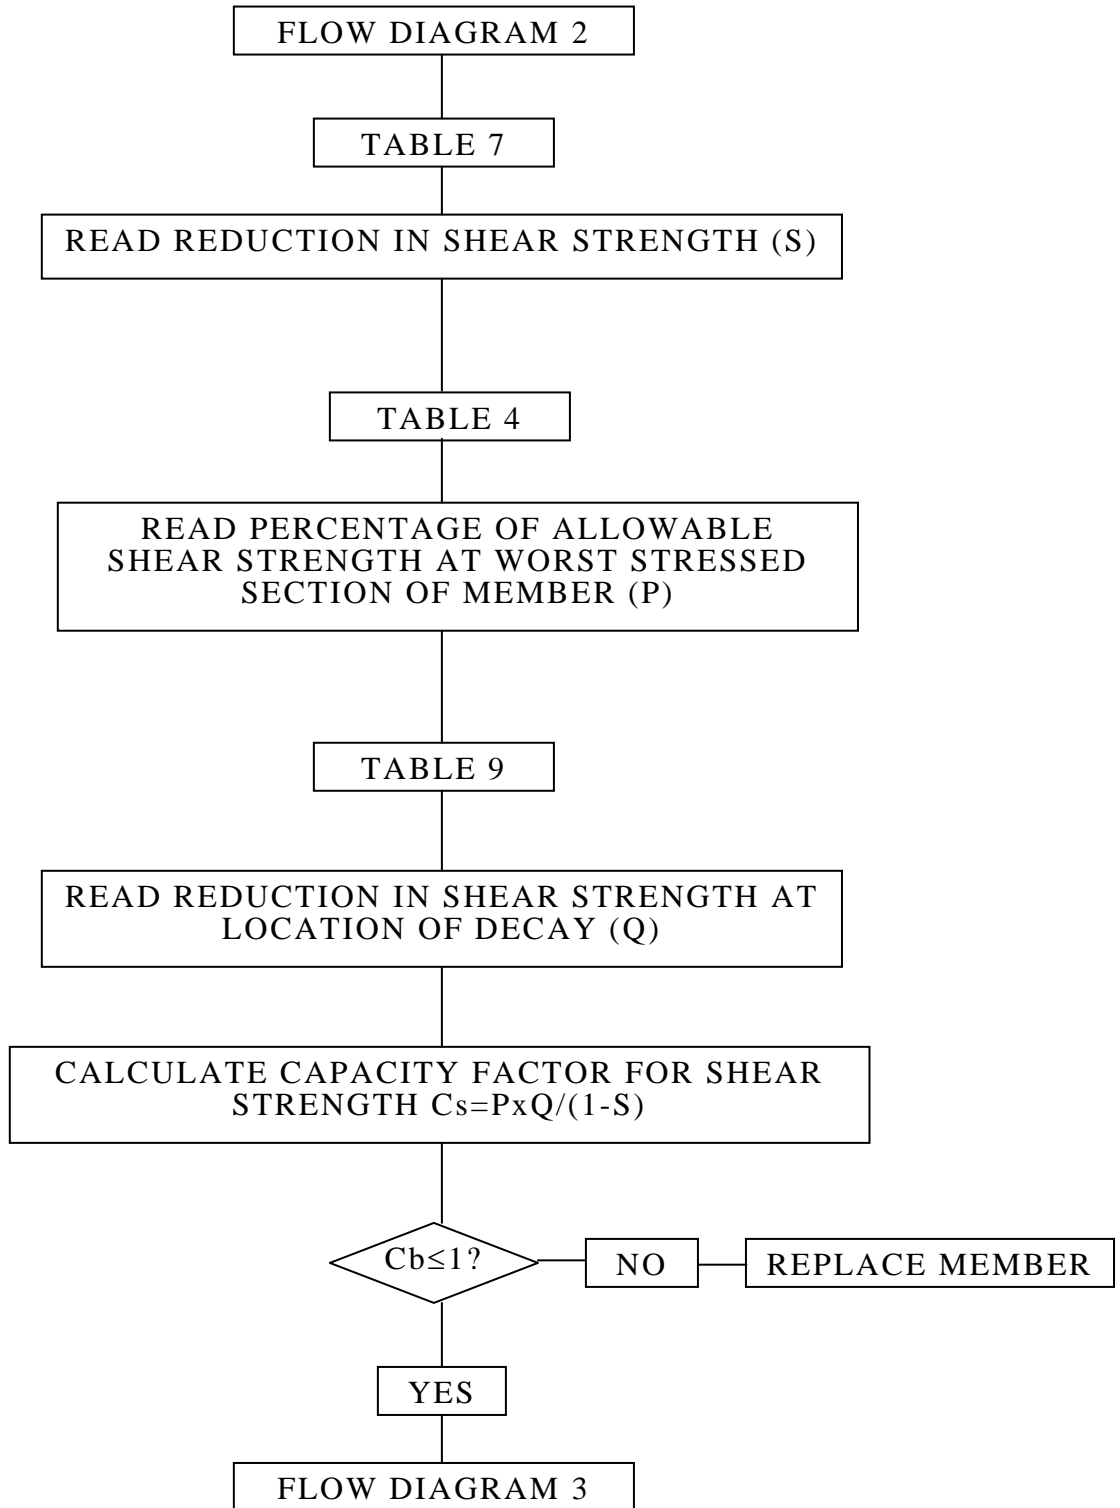 FLOW DIAGRAM 2
TABLE 7
READ REDUCTION IN SHEAR STRENGTH (S)
TABLE 4
READ PERCENTAGE OF ALLOWABLE
SHEAR STRENGTH AT WORST STRESSED
SECTION OF MEMBER (P)
TABLE 9
READ REDUCTION IN SHEAR STRENGTH AT
LOCATION OF DECAY (Q)
CALCULATE CAPACITY FACTOR FOR SHEAR
STRENGTH Cs=PxQ/(1-S)
Cb≤1?
NO
REPLACE MEMBER
YES
FLOW DIAGRAM 3